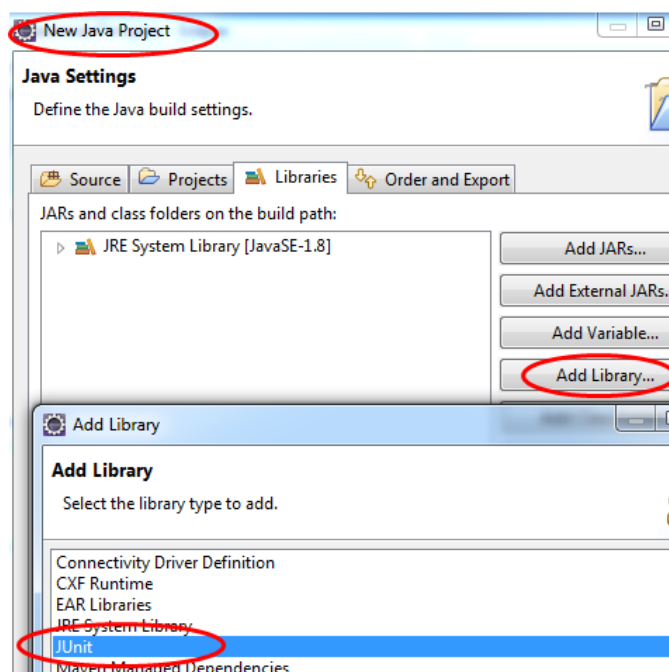 New Java Project
Java Settings
Define the Java build settings.
Source Projects Libraries Order and Export
JARs and class folders on the build path:
JRE System Library [JavaSE-1.8]
Add JARs...
Add External JARs.
Add Variable...
Add Library...
Add Library
Add Library
Select the library type to add.
Connectivity Driver Definition
CXF Runtime
EAR Libraries
JRE System Library
JUnit
Maven Managed Dependencies